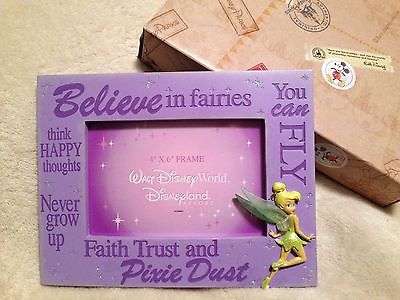 Believe in fairies
You
can
FLY
think
HAPPY
thoughts
Never
grow
up
4" X 6" FRAME
WALT DISNEY World
Disneyland
RESORT
Faith Trust and
Pixie Dust